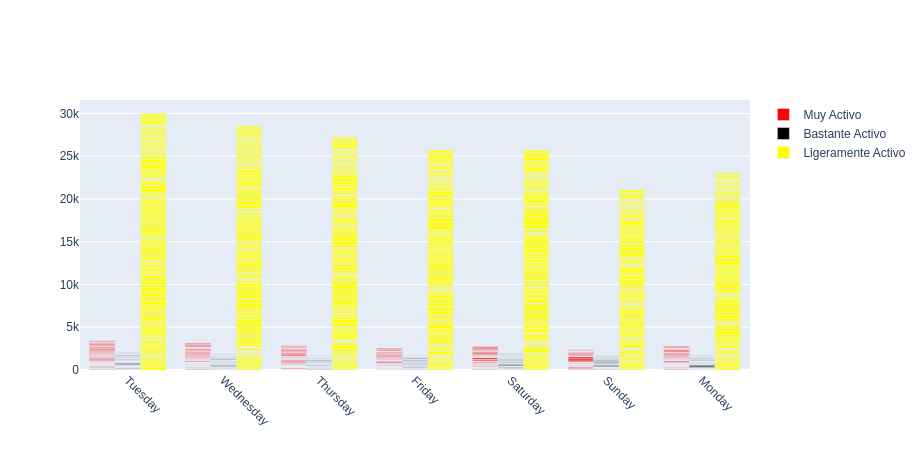 30k
25k
20k
15k
10k
5k
0
Tuesday
Wednesday
Thursday
Friday
Saturday
Sunday
Monday
Muy Activo
Bastante Activo
Ligeramente Activo